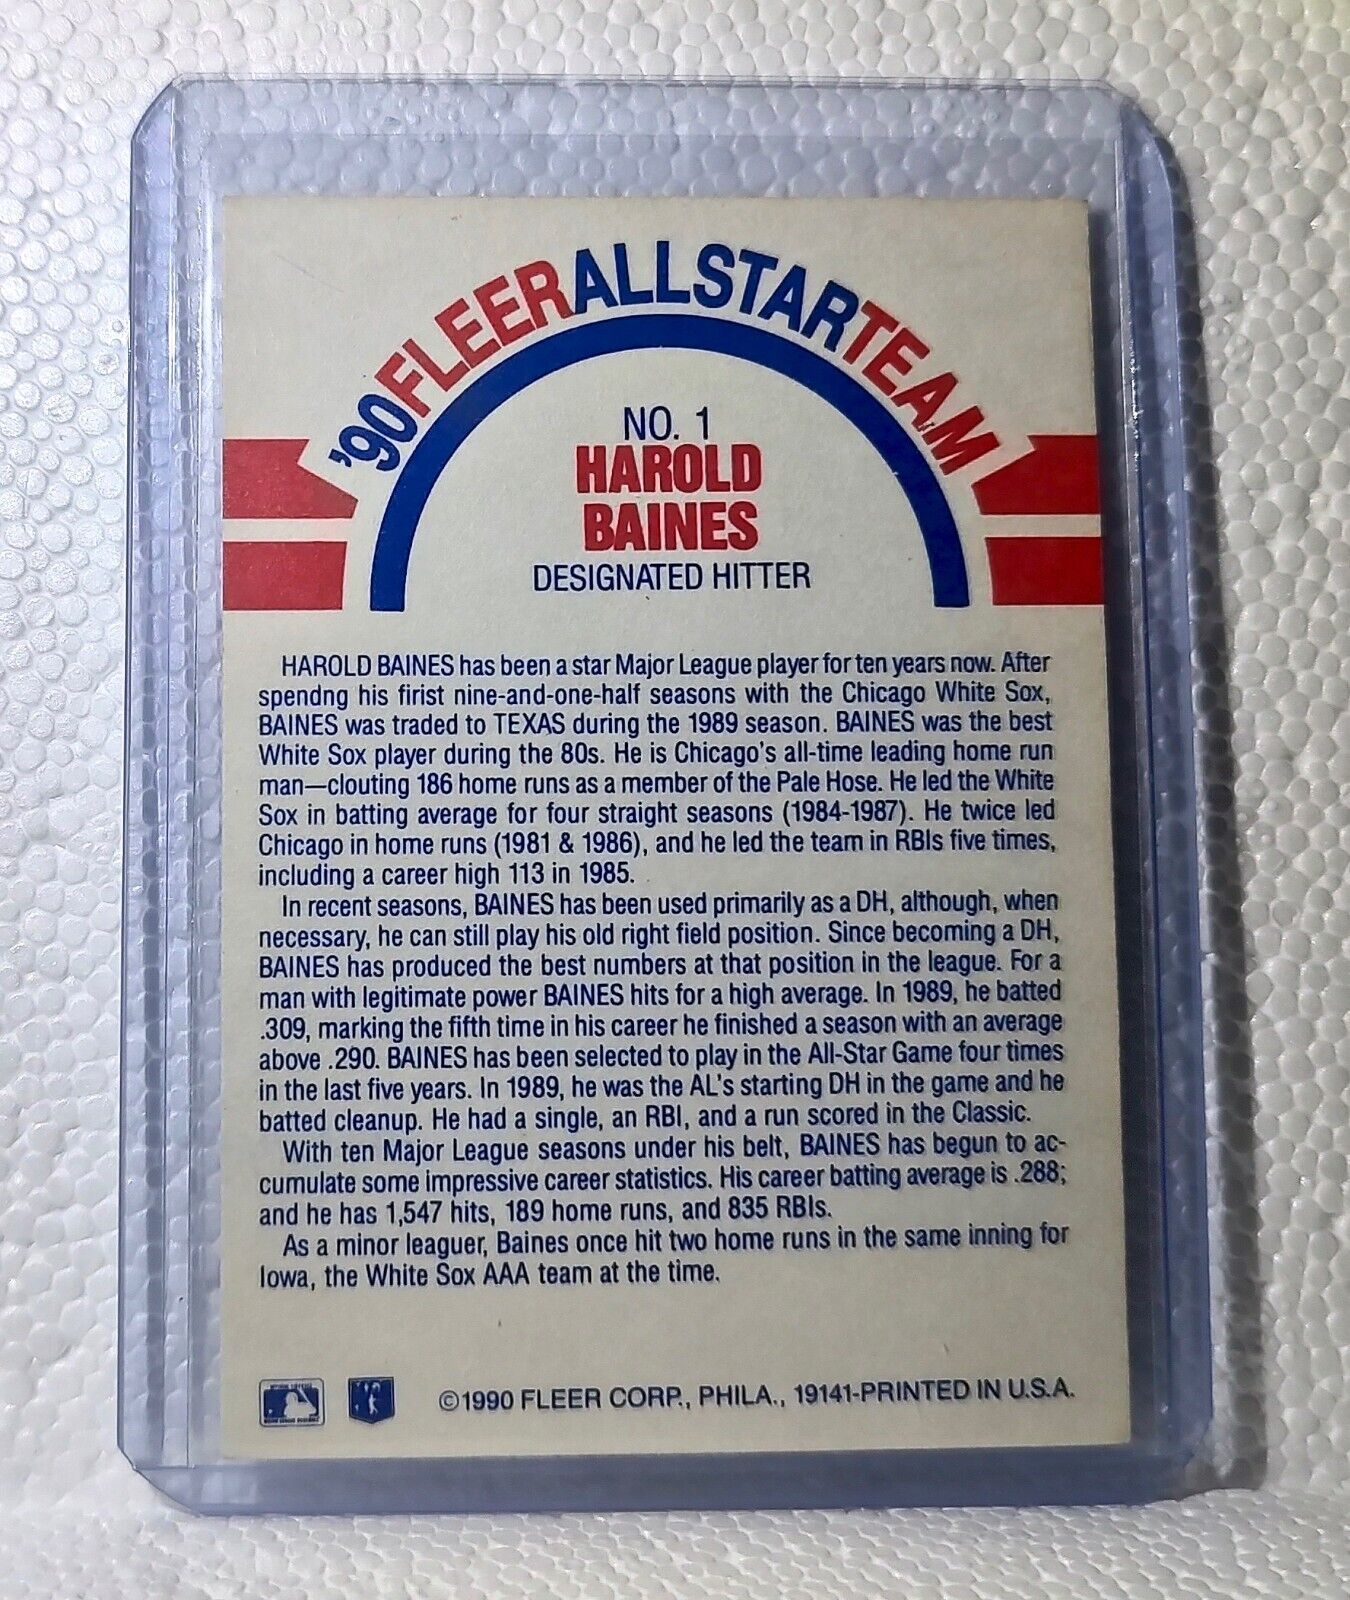 '90 FLEER ALL STAR TEAM
NO. 1
HAROLD
BAINES
DESIGNATED HITTER
HAROLD BAINES has been a star Major League player for ten years now. After
spendng his firist nine-and-one-half seasons with the Chicago White Sox,
BAINES was traded to TEXAS during the 1989 season. BAINES was the best
White Sox player during the 80s. He is Chicago's all-time leading home run
man—clouting 186 home runs as a member of the Pale Hose. He led the White
Sox in batting average for four straight seasons (1984-1987). He twice led
Chicago in home runs (1981 & 1986), and he led the team in RBIs five times,
including a career high 113 in 1985.
In recent seasons, BAINES has been used primarily as a DH, although, when
necessary, he can still play his old right field position. Since becoming a DH,
BAINES has produced the best numbers at that position in the league. For a
man with legitimate power BAINES hits for a high average. In 1989, he batted
.309, marking the fifth time in his career he finished a season with an average
above .290. BAINES has been selected to play in the All-Star Game four times
in the last five years. In 1989, he was the AL's starting DH in the game and he
batted cleanup. He had a single, an RBI, and a run scored in the Classic.
With ten Major League seasons under his belt, BAINES has begun to ac-
cumulate some impressive career statistics. His career batting average is .288;
and he has 1,547 hits, 189 home runs, and 835 RBIs.
As a minor leaguer, Baines once hit two home runs in the same inning for
Iowa, the White Sox AAA team at the time.
©1990 FLEER CORP., PHILA., 19141-PRINTED IN U.S.A.